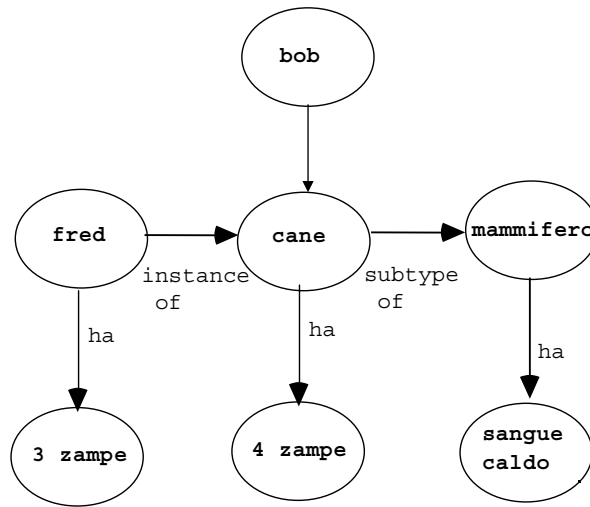 bob
fred
cane
mammifero
instance
of
subtype
of
ha
ha
ha
3 zampe
4 zampe
sangue
caldo